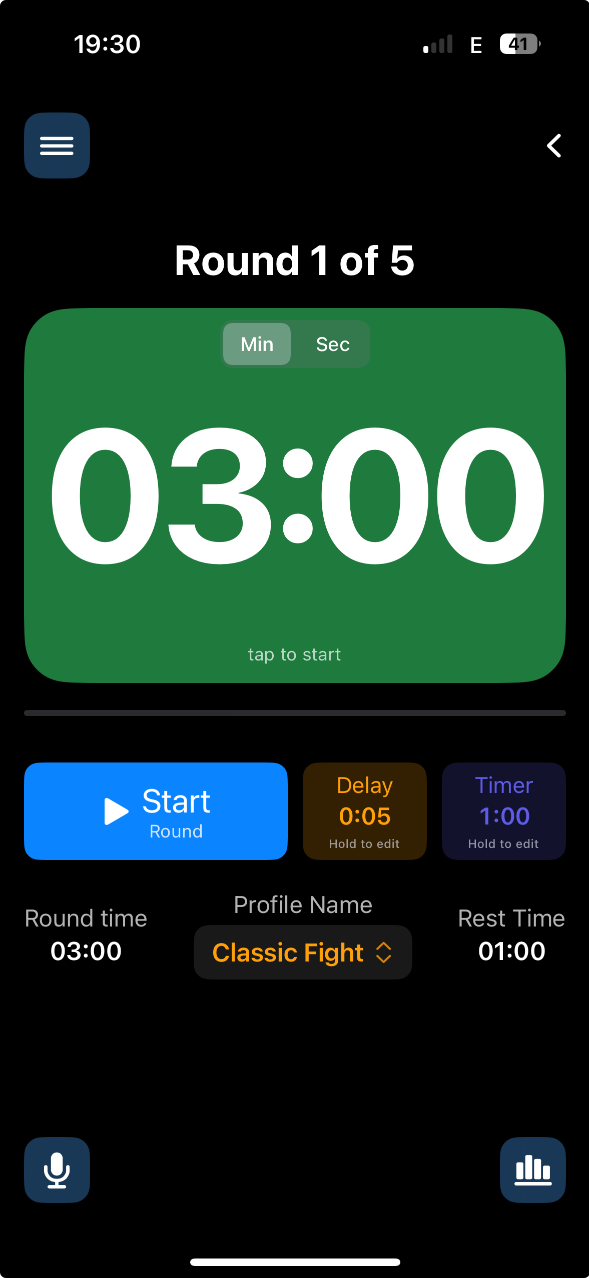 19:30
E
41
Round 1 of 5
Min Sec
03:00
tap to start
Start
Round
Delay
0:05
Hold to edit
Timer
1:00
Hold to edit
Round time
03:00
Profile Name
Classic Fight
Rest Time
01:00